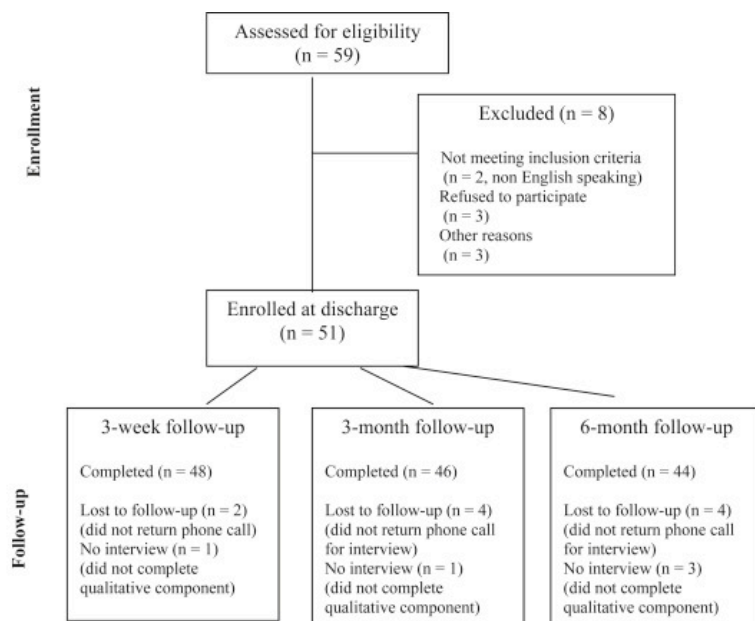 Assessed for eligibility
(n = 59)
Enrollment
Excluded (n = 8)
Not meeting inclusion criteria
(n = 2, non English speaking)
Refused to participate
(n = 3)
Other reasons
(n = 3)
Enrolled at discharge
(n = 51)
Follow-up
3-week follow-up
Completed (n = 48)
Lost to follow-up (n = 2)
(did not return phone call)
No interview (n = 1)
(did not complete
qualitative component)
3-month follow-up
Completed (n = 46)
Lost to follow-up (n = 4)
(did not return phone call
for interview)
No interview (n = 1)
(did not complete
qualitative component)
6-month follow-up
Completed (n = 44)
Lost to follow-up (n = 4)
(did not return phone call
for interview)
No interview (n = 3)
(did not complete
qualitative component)